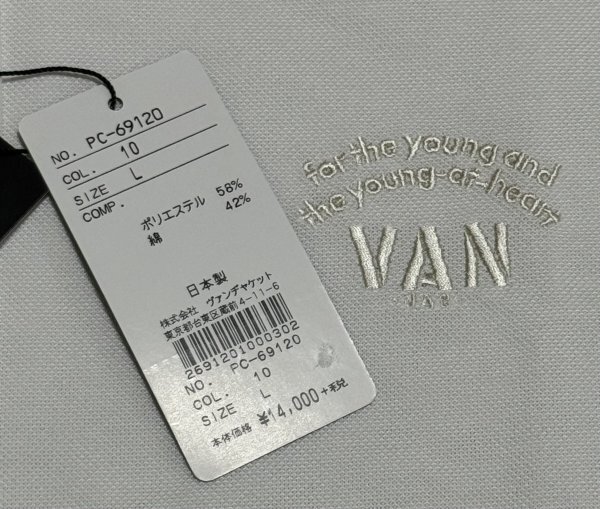 NO. PC-69120
COL. 10
SIZE L
COMP.
ポリエステル 58%
綿 42%
日本製
株式会社 ヴァンヂャケット
東京都台東区蔵前4-11-6
2691201000302
NO. PC-69120
COL. 10
SIZE L
本体価格 ¥14,000+税
for the young and
the young-at-heart
VAN
JAC